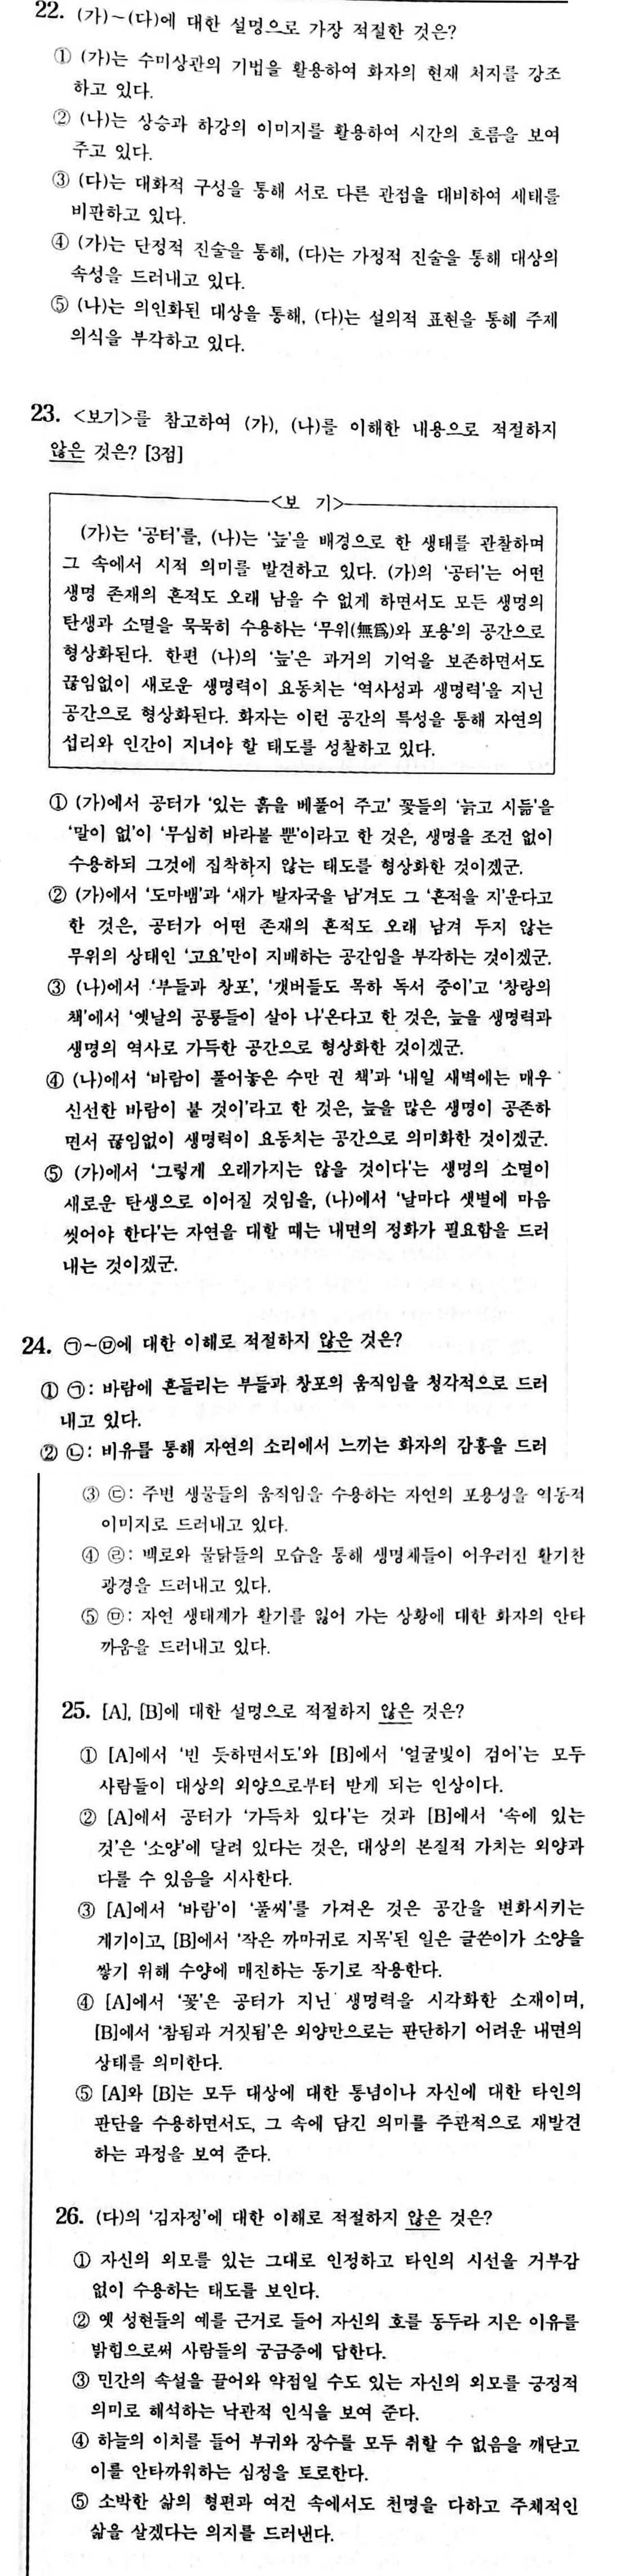 22. (가)~(다)에 대한 설명으로 가장 적절한 것은?
① (가)는 수미상관의 기법을 활용하여 화자의 현재 처지를 강조
하고 있다.
② (나)는 상승과 하강의 이미지를 활용하여 시간의 흐름을 보여
주고 있다.
③ (다)는 대화적 구성을 통해 서로 다른 관점을 대비하여 세태를
비판하고 있다.
④ (가)는 단정적 진술을 통해, (다)는 가정적 진술을 통해 대상의
속성을 드러내고 있다.
⑤ (나)는 의인화된 대상을 통해, (다)는 설의적 표현을 통해 주제
의식을 부각하고 있다.
23. <보기>를 참고하여 (가), (나)를 이해한 내용으로 적절하지
않은 것은? [3점]
<보 기>
(가)는 '공터'를, (나)는 '늪'을 배경으로 한 생태를 관찰하며
그 속에서 시적 의미를 발견하고 있다. (가)의 '공터'는 어떤
생명 존재의 흔적도 오래 남을 수 없게 하면서도 모든 생명의
탄생과 소멸을 묵묵히 수용하는 '무위(無爲)와 포용'의 공간으로
형상화된다. 한편 (나)의 '늪'은 과거의 기억을 보존하면서도
끊임없이 새로운 생명력이 요동치는 '역사성과 생명력'을 지닌
공간으로 형상화된다. 화자는 이런 공간의 특성을 통해 자연의
섭리와 인간이 지녀야 할 태도를 성찰하고 있다.
① (가)에서 공터가 '있는 흙을 베풀어 주고' 꽃들의 '늙고 시듦'을
'말이 없'이 '무심히 바라볼 뿐'이라고 한 것은, 생명을 조건 없이
수용하되 그것에 집착하지 않는 태도를 형상화한 것이겠군.
② (가)에서 '도마뱀'과 '새가 발자국을 남'겨도 그 '흔적을 지'운다고
한 것은, 공터가 어떤 존재의 흔적도 오래 남겨 두지 않는
무위의 상태인 '고요'만이 지배하는 공간임을 부각하는 것이겠군.
③ (나)에서 '부들과 창포', '갯버들도 목하 독서 중이'고 '창랑의
책'에서 '옛날의 공룡들이 살아 나'온다고 한 것은, 늪을 생명력과
생명의 역사로 가득한 공간으로 형상화한 것이겠군.
④ (나)에서 '바람이 풀어놓은 수만 권 책'과 '내일 새벽에는 매우
신선한 바람이 불 것이'라고 한 것은, 늪을 많은 생명이 공존하
면서 끊임없이 생명력이 요동치는 공간으로 의미화한 것이겠군.
⑤ (가)에서 '그렇게 오래가지는 않을 것이다'는 생명의 소멸이
새로운 탄생으로 이어질 것임을, (나)에서 '날마다 샛별에 마음
씻어야 한다'는 자연을 대할 때는 내면의 정화가 필요함을 드러
내는 것이겠군.
24. ㉠~㉤에 대한 이해로 적절하지 않은 것은?
① ㉠: 바람에 흔들리는 부들과 창포의 움직임을 청각적으로 드러
내고 있다.
② ㉡: 비유를 통해 자연의 소리에서 느끼는 화자의 감흥을 드러
③ ㉢: 주변 생물들의 움직임을 수용하는 자연의 포용성을 역동적
이미지로 드러내고 있다.
④ ㉣: 백로와 물닭들의 모습을 통해 생명체들이 어우러진 활기찬
광경을 드러내고 있다.
⑤ ㉤: 자연 생태계가 활기를 잃어 가는 상황에 대한 화자의 안타
까움을 드러내고 있다.
25. [A], [B]에 대한 설명으로 적절하지 않은 것은?
① [A]에서 '빈 듯하면서도'와 [B]에서 '얼굴빛이 검어'는 모두
사람들이 대상의 외양으로부터 받게 되는 인상이다.
② [A]에서 공터가 '가득차 있다'는 것과 [B]에서 '속에 있는
것'은 '소양'에 달려 있다는 것은, 대상의 본질적 가치는 외양과
다를 수 있음을 시사한다.
③ [A]에서 '바람'이 '풀씨'를 가져온 것은 공간을 변화시키는
계기이고, [B]에서 '작은 까마귀로 지목'된 일은 글쓴이가 소양을
쌓기 위해 수양에 매진하는 동기로 작용한다.
④ [A]에서 '꽃'은 공터가 지닌 생명력을 시각화한 소재이며,
[B]에서 '참됨과 거짓됨'은 외양만으로는 판단하기 어려운 내면의
상태를 의미한다.
⑤ [A]와 [B]는 모두 대상에 대한 통념이나 자신에 대한 타인의
판단을 수용하면서도, 그 속에 담긴 의미를 주관적으로 재발견
하는 과정을 보여 준다.
26. (다)의 '김자정'에 대한 이해로 적절하지 않은 것은?
① 자신의 외모를 있는 그대로 인정하고 타인의 시선을 거부감
없이 수용하는 태도를 보인다.
② 옛 성현들의 예를 근거로 들어 자신의 호를 동두라 지은 이유를
밝힘으로써 사람들의 궁금증에 답한다.
③ 민간의 속설을 끌어와 약점일 수도 있는 자신의 외모를 긍정적
의미로 해석하는 낙관적 인식을 보여 준다.
④ 하늘의 이치를 들어 부귀와 장수를 모두 취할 수 없음을 깨닫고
이를 안타까워하는 심정을 토로한다.
⑤ 소박한 삶의 형편과 여건 속에서도 천명을 다하고 주체적인
삶을 살겠다는 의지를 드러낸다.